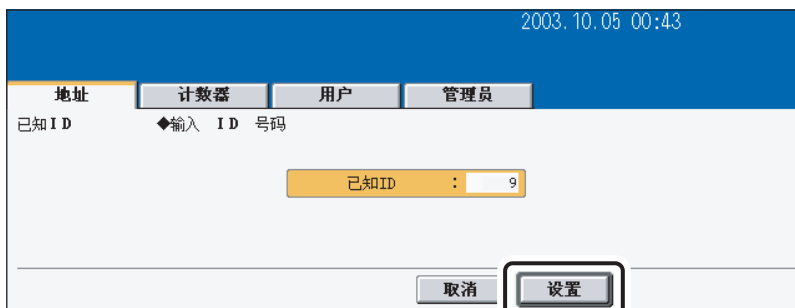 2003.10.05 00:43
地址 计数器 用户 管理员
已知ID ◆输入 ID 号码
已知ID : 9
取消 设置